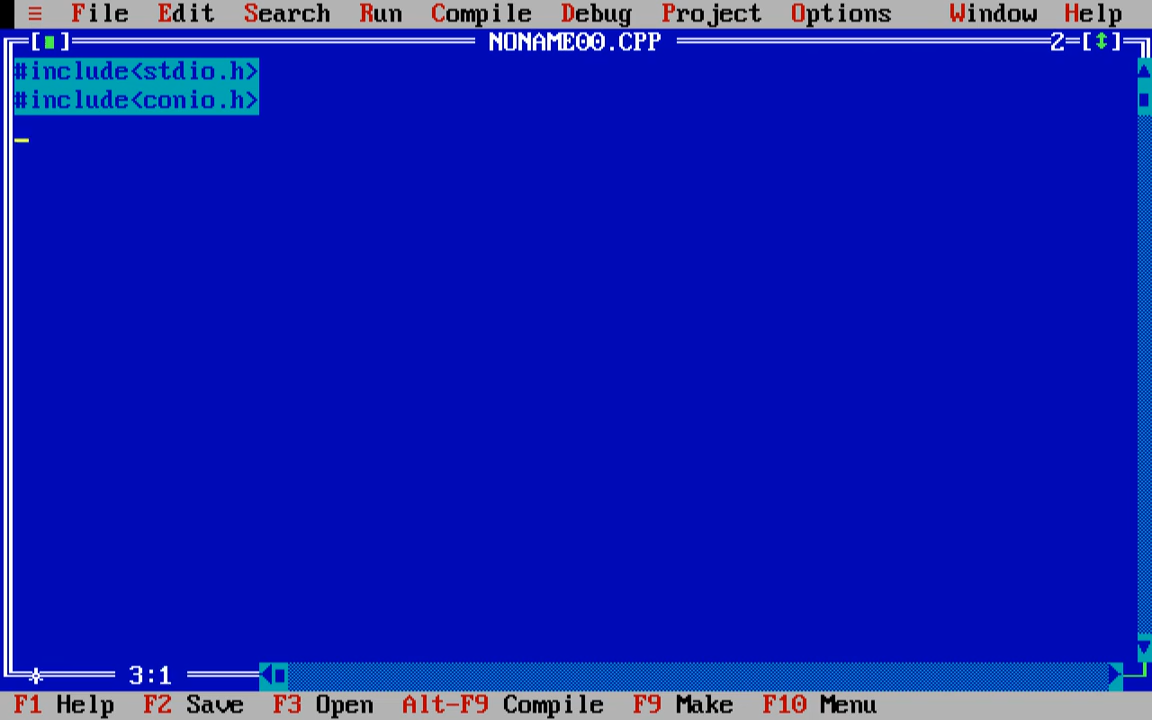 ≡ File Edit Search Run Compile Debug Project Options Window Help
[■] NONAME00.CPP 2=[↕]
#include<stdio.h>
#include<conio.h>
3:1
F1 Help F2 Save F3 Open Alt-F9 Compile F9 Make F10 Menu